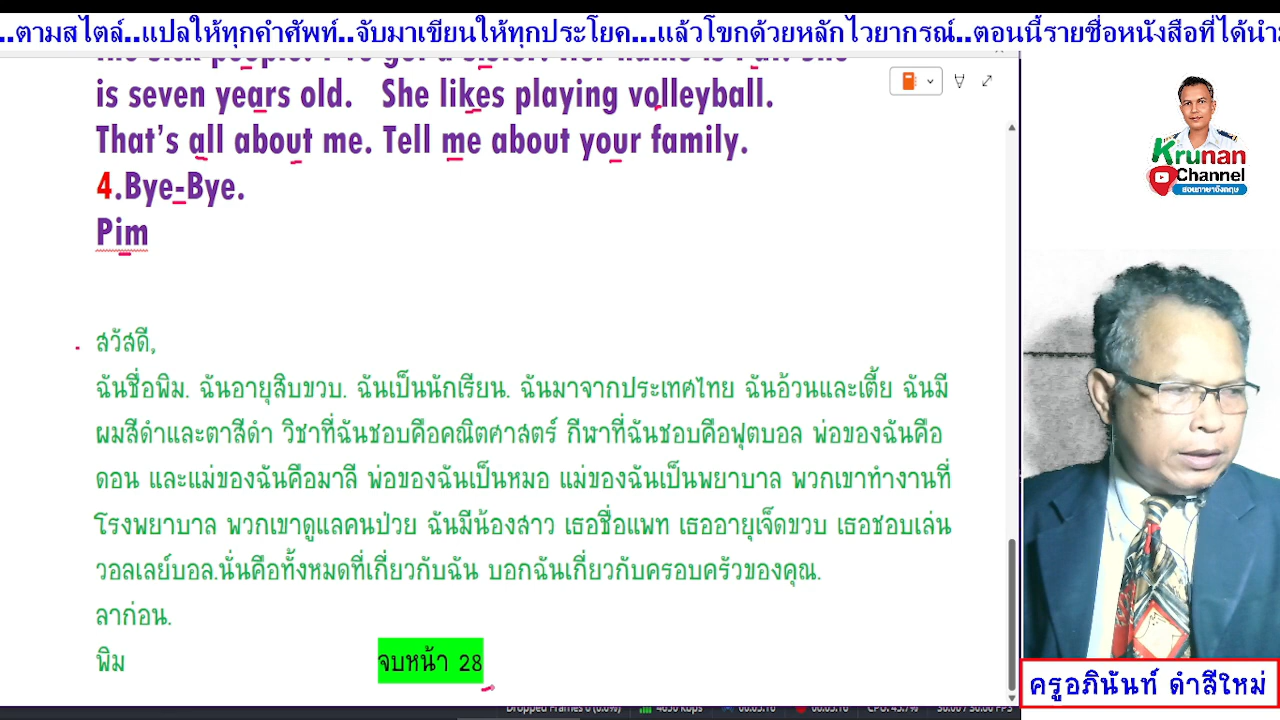 ..ตามสไตล์..แปลให้ทุกคำศัพท์..จับมาเขียนให้ทุกประโยค...แล้วโขกด้วยหลักไวยากรณ์..ตอนนี้รายชื่อหนังสือที่ได้นำ
is seven years old. She likes playing volleyball.
That's all about me. Tell me about your family.
4.Bye-Bye.
Pim
สวัสดี,
ฉันชื่อพิม. ฉันอายุสิบขวบ. ฉันเป็นนักเรียน. ฉันมาจากประเทศไทย ฉันอ้วนและเตี้ย ฉันมี
ผมสีดำและตาสีดำ วิชาที่ฉันชอบคือคณิตศาสตร์ กีฬาที่ฉันชอบคือฟุตบอล พ่อของฉันคือ
ดอน และแม่ของฉันคือมาลี พ่อของฉันเป็นหมอ แม่ของฉันเป็นพยาบาล พวกเขาทำงานที่
โรงพยาบาล พวกเขาดูแลคนป่วย ฉันมีน้องสาว เธอชื่อแพท เธออายุเจ็ดขวบ เธอชอบเล่น
วอลเลย์บอล.นั่นคือทั้งหมดที่เกี่ยวกับฉัน บอกฉันเกี่ยวกับครอบครัวของคุณ.
ลาก่อน.
พิม
จบหน้า 28
Krunan
Channel
สอนภาษาอังกฤษ
ครูอภินันท์ ดำสีใหม่